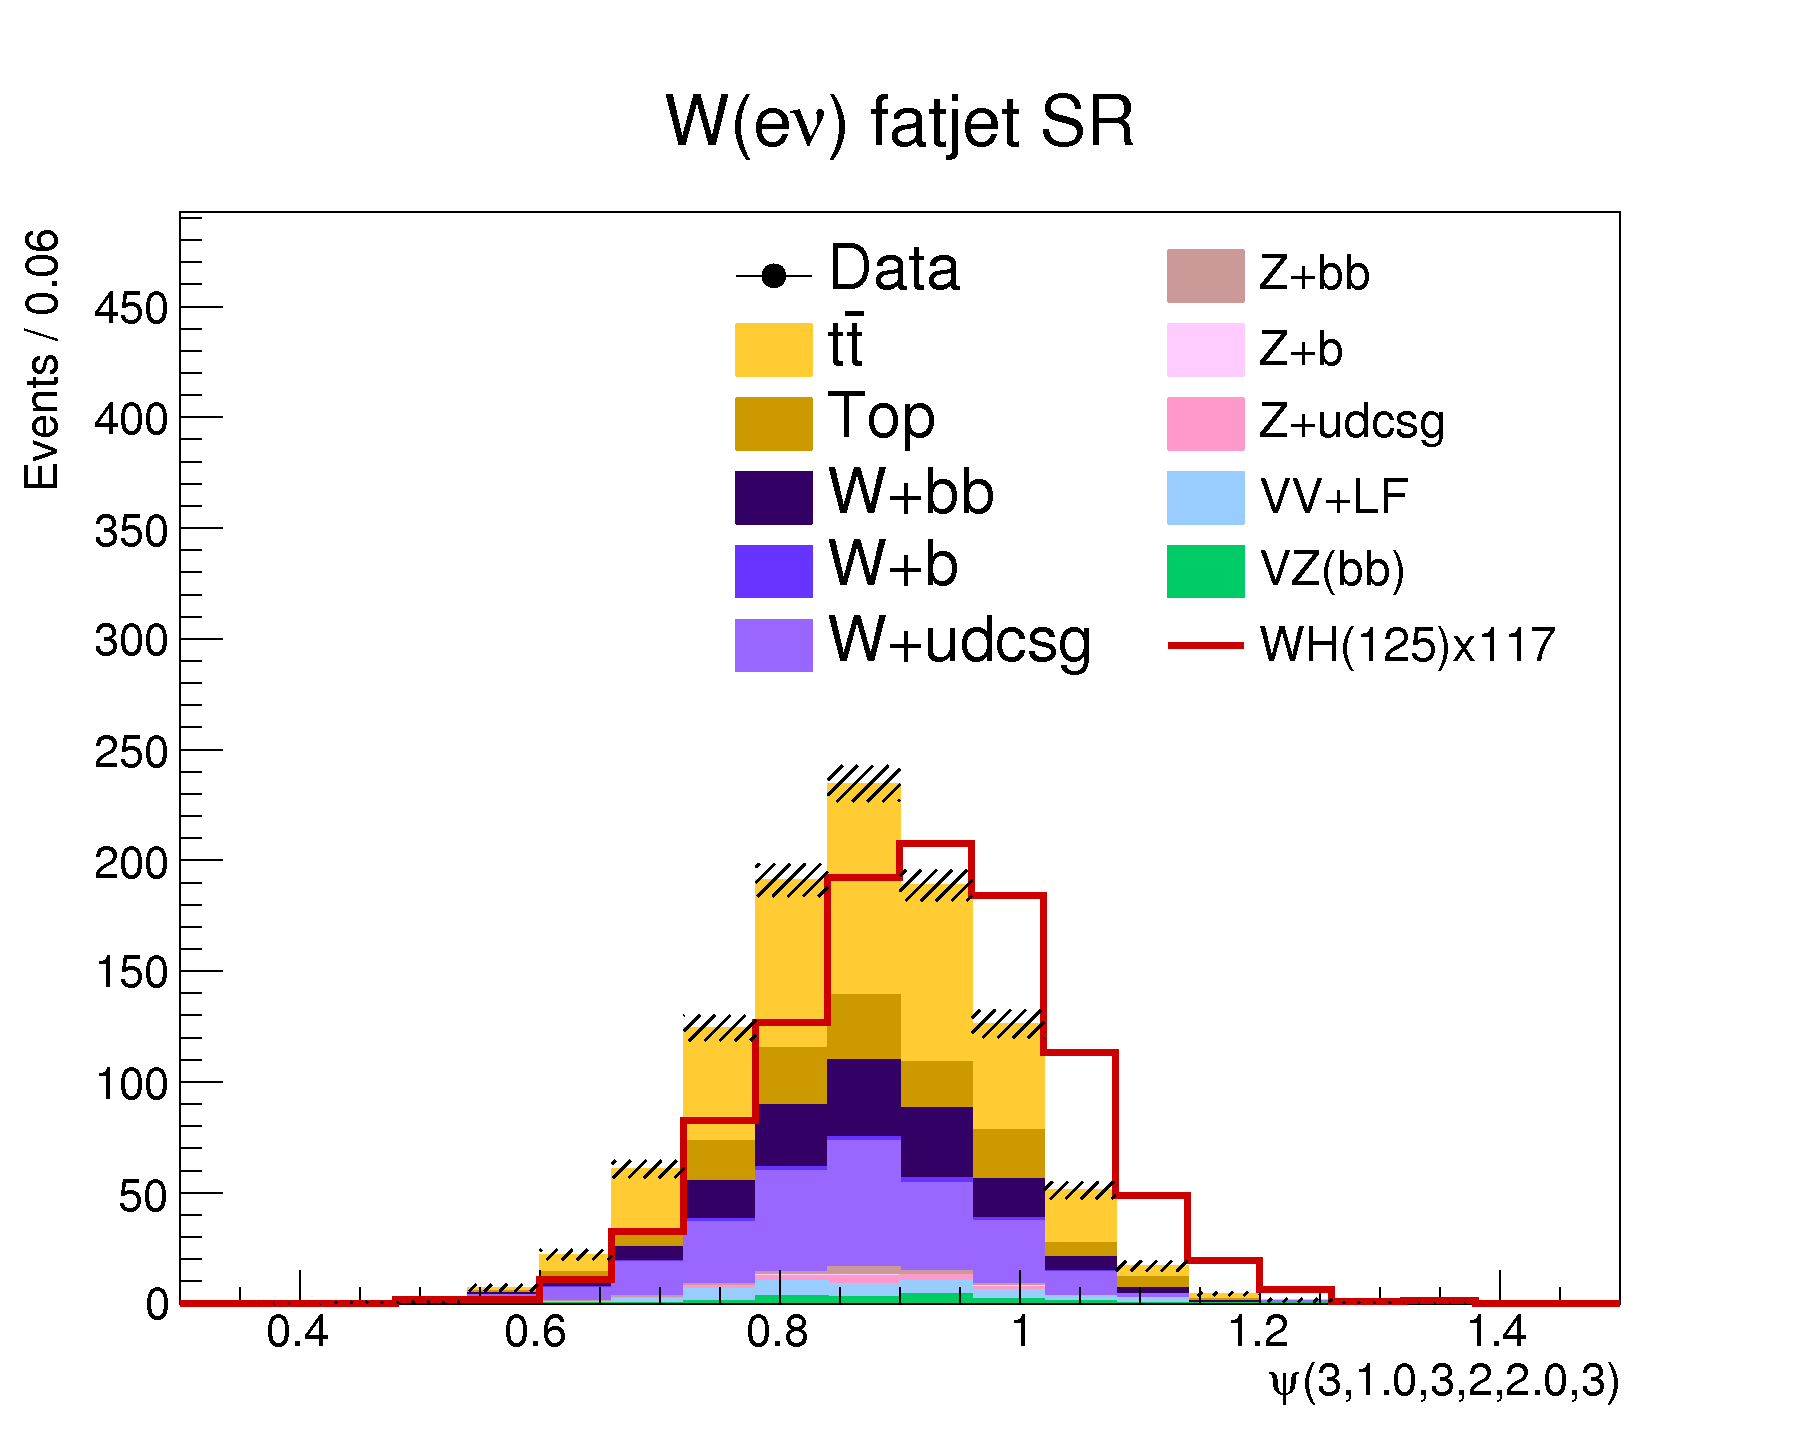 W(eν) fatjet SR
Events / 0.06
450
400
350
300
250
200
150
100
50
0
Data
tt̄
Top
W+bb
W+b
W+udcsg
Z+bb
Z+b
Z+udcsg
VV+LF
VZ(bb)
WH(125)x117
0.4 0.6 0.8 1 1.2 1.4
ψ(3,1.0,3,2,2.0,3)